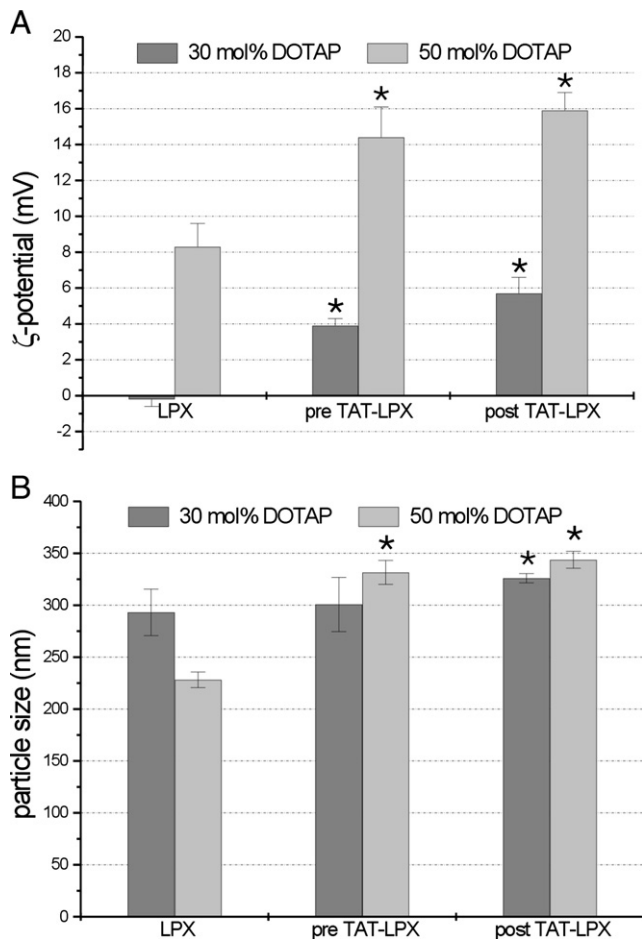 A
ζ-potential (mV)
20
18
16
14
12
10
8
6
4
2
0
-2
30 mol% DOTAP
50 mol% DOTAP
*
*
*
*
LPX
pre TAT-LPX
post TAT-LPX
B
particle size (nm)
400
350
300
250
200
150
100
50
0
30 mol% DOTAP
50 mol% DOTAP
*
*
*
LPX
pre TAT-LPX
post TAT-LPX